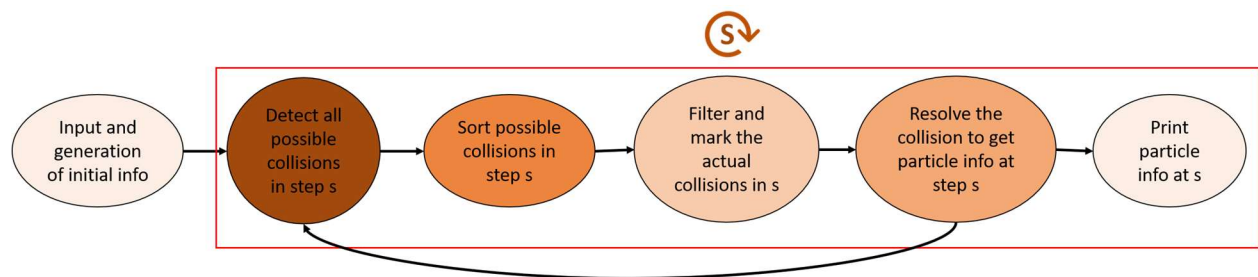 S
Input and
generation
of initial info
Detect all
possible
collisions
in step s
Sort possible
collisions in
step s
Filter and
mark the
actual
collisions in s
Resolve the
collision to get
particle info at
step s
Print
particle
info at s